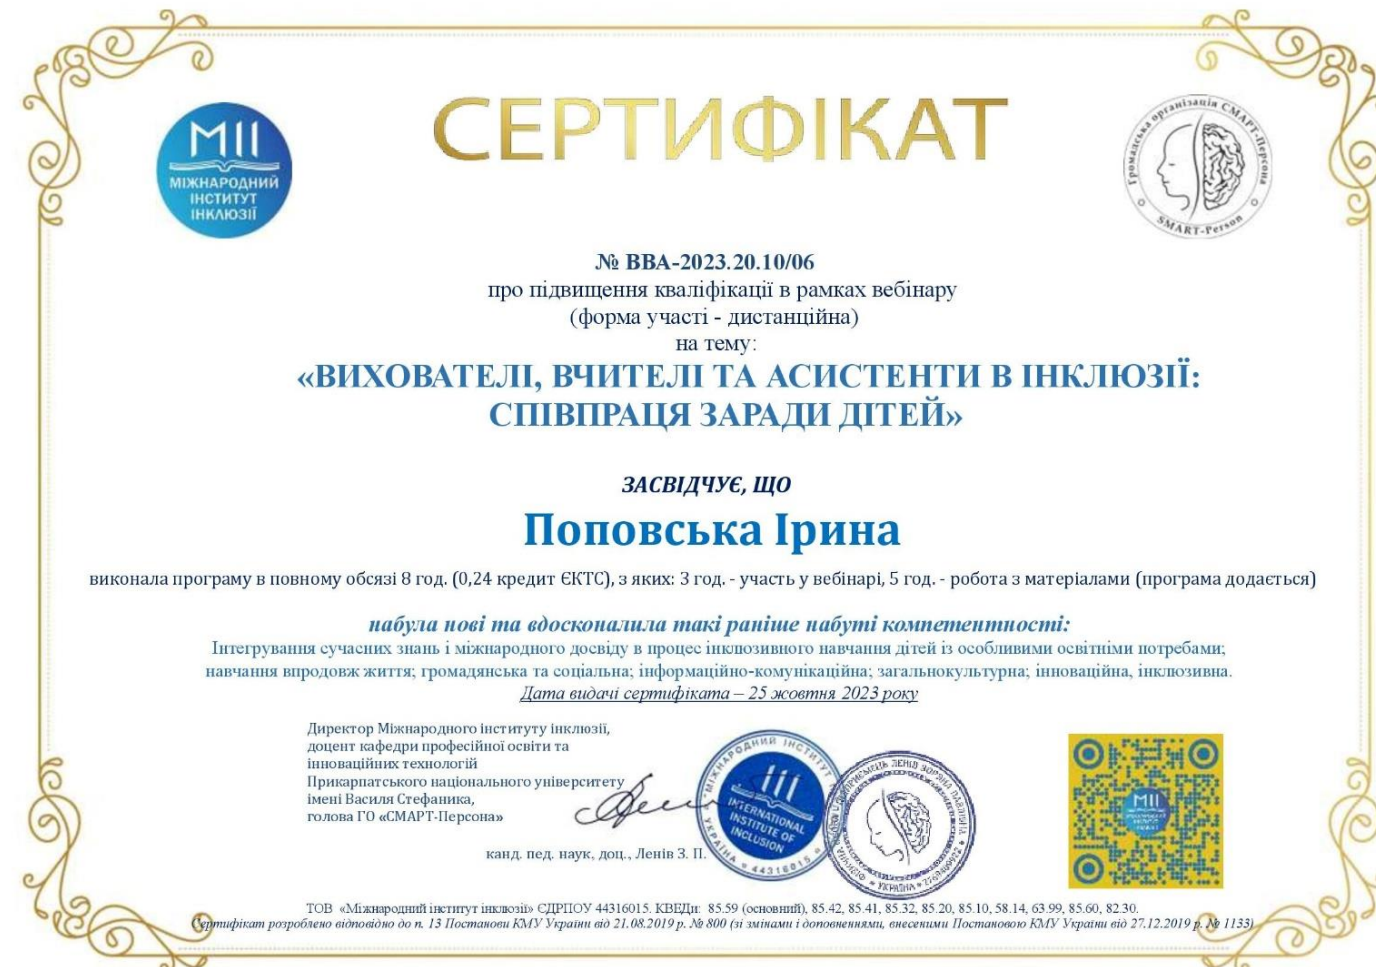 СЕРТИФІКАТ
МІІ
МІЖНАРОДНИЙ
ІНСТИТУТ
ІНКЛЮЗІЇ
Громадська організація СМАРТ-Персона
SMART-Person
№ ВВА-2023.20.10/06
про підвищення кваліфікації в рамках вебінару
(форма участі - дистанційна)
на тему:
«ВИХОВАТЕЛІ, ВЧИТЕЛІ ТА АСИСТЕНТИ В ІНКЛЮЗІЇ:
СПІВПРАЦЯ ЗАРАДИ ДІТЕЙ»
ЗАСВІДЧУЄ, ЩО
Поповська Ірина
виконала програму в повному обсязі 8 год. (0,24 кредит ЄКТС), з яких: 3 год. - участь у вебінарі, 5 год. - робота з матеріалами (програма додається)
набула нові та вдосконалила такі раніше набуті компетентності:
Інтегрування сучасних знань і міжнародного досвіду в процес інклюзивного навчання дітей із особливими освітніми потребами;
навчання впродовж життя; громадянська та соціальна; інформаційно-комунікаційна; загальнокультурна; інноваційна, інклюзивна.
Дата видачі сертифіката – 25 жовтня 2023 року
Директор Міжнародного інституту інклюзії,
доцент кафедри професійної освіти та
інноваційних технологій
Прикарпатського національного університету
імені Василя Стефаника,
голова ГО «СМАРТ-Персона»
канд. пед. наук, доц., Ленів З. П.
МІЖНАРОДНИЙ ІНСТИТУТ
INTERNATIONAL
INSTITUTE OF
INCLUSION
УКРАЇНА * 44316015 *
ПІДПРИЄМЕЦЬ ЛЕНІВ ЗОРЯНА ПАВЛІВНА
УКРАЇНА
МІІ
ТОВ «Міжнародний інститут інклюзії» ЄДРПОУ 44316015. КВЕДи: 85.59 (основний), 85.42, 85.41, 85.32, 85.20, 85.10, 58.14, 63.99, 85.60, 82.30.
Сертифікат розроблено відповідно до п. 13 Постанови КМУ України від 21.08.2019 р. № 800 (зі змінами і доповненнями, внесеними Постановою КМУ України від 27.12.2019 р. № 1133)